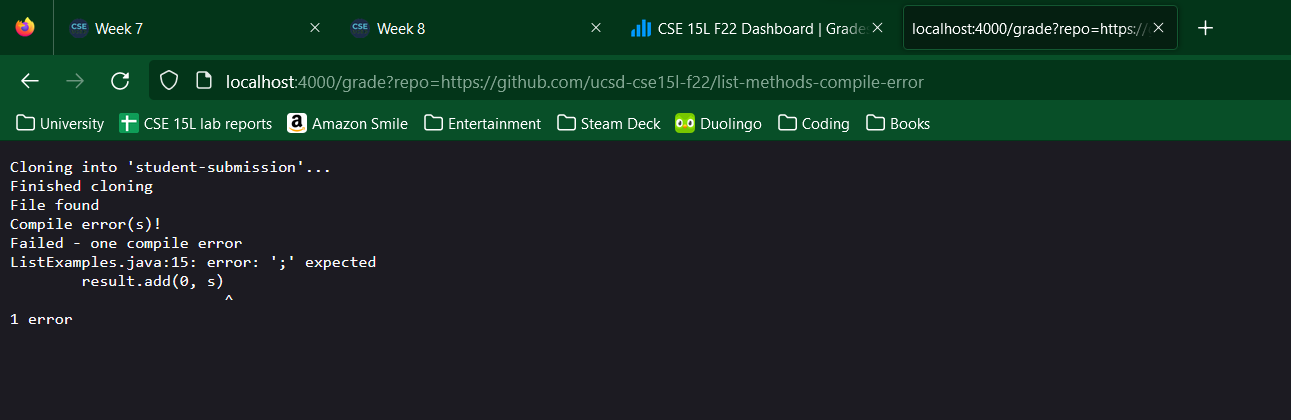 CSE Week 7
CSE Week 8
CSE 15L F22 Dashboard | Grade
localhost:4000/grade?repo=https://
localhost:4000/grade?repo=https://github.com/ucsd-cse15l-f22/list-methods-compile-error
University CSE 15L lab reports a Amazon Smile Entertainment Steam Deck Duolingo Coding Books
Cloning into 'student-submission'...
Finished cloning
File found
Compile error(s)!
Failed - one compile error
ListExamples.java:15: error: ';' expected
        result.add(0, s)
                        ^
1 error